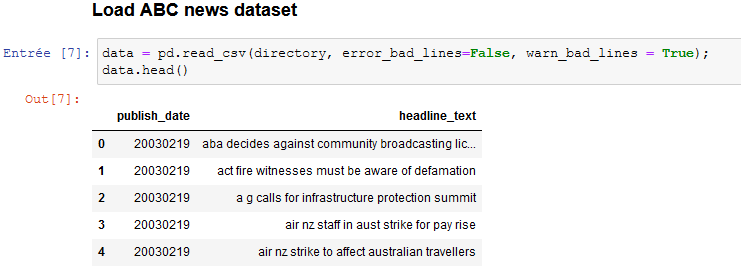 Load ABC news dataset
Entrée [7]: data = pd.read_csv(directory, error_bad_lines=False, warn_bad_lines = True);
data.head()
Out[7]:
publish_date headline_text
0 20030219 aba decides against community broadcasting lic...
1 20030219 act fire witnesses must be aware of defamation
2 20030219 a g calls for infrastructure protection summit
3 20030219 air nz staff in aust strike for pay rise
4 20030219 air nz strike to affect australian travellers